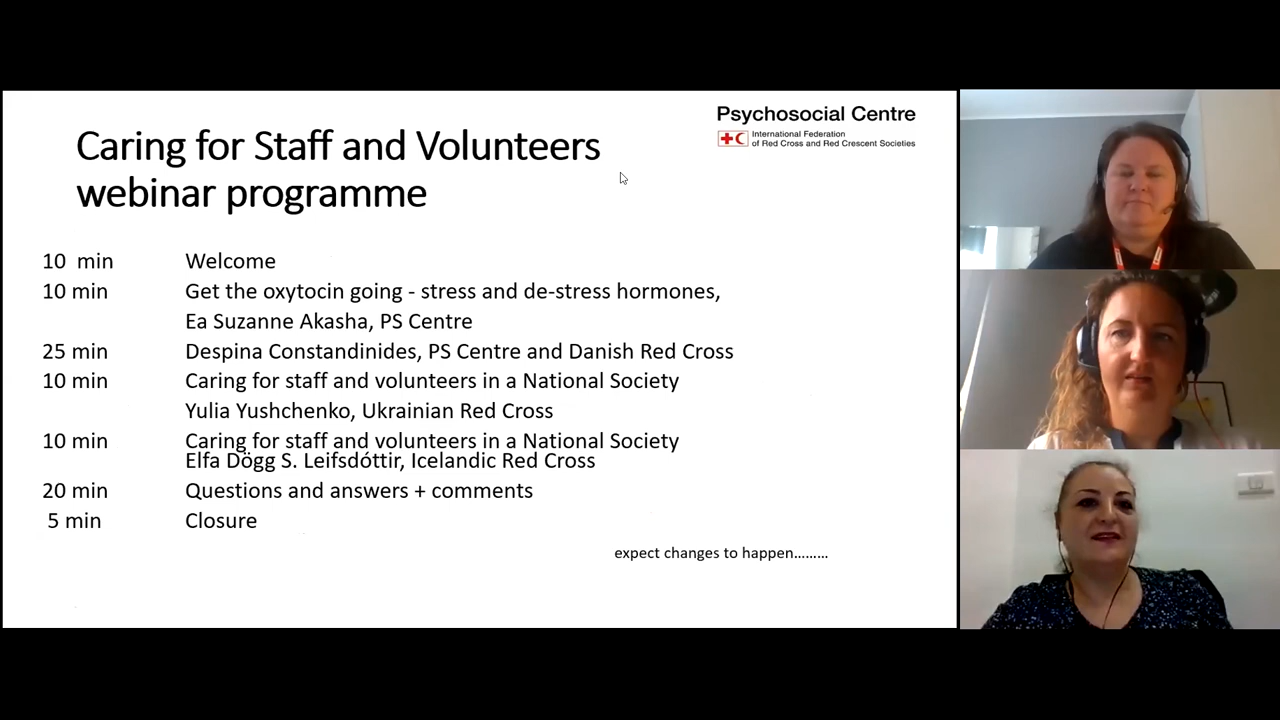 Psychosocial Centre
International Federation
of Red Cross and Red Crescent Societies
Caring for Staff and Volunteers
webinar programme
10 min Welcome
10 min Get the oxytocin going - stress and de-stress hormones,
Ea Suzanne Akasha, PS Centre
25 min Despina Constandinides, PS Centre and Danish Red Cross
10 min Caring for staff and volunteers in a National Society
Yulia Yushchenko, Ukrainian Red Cross
10 min Caring for staff and volunteers in a National Society
Elfa Dögg S. Leifsdóttir, Icelandic Red Cross
20 min Questions and answers + comments
5 min Closure
expect changes to happen.........